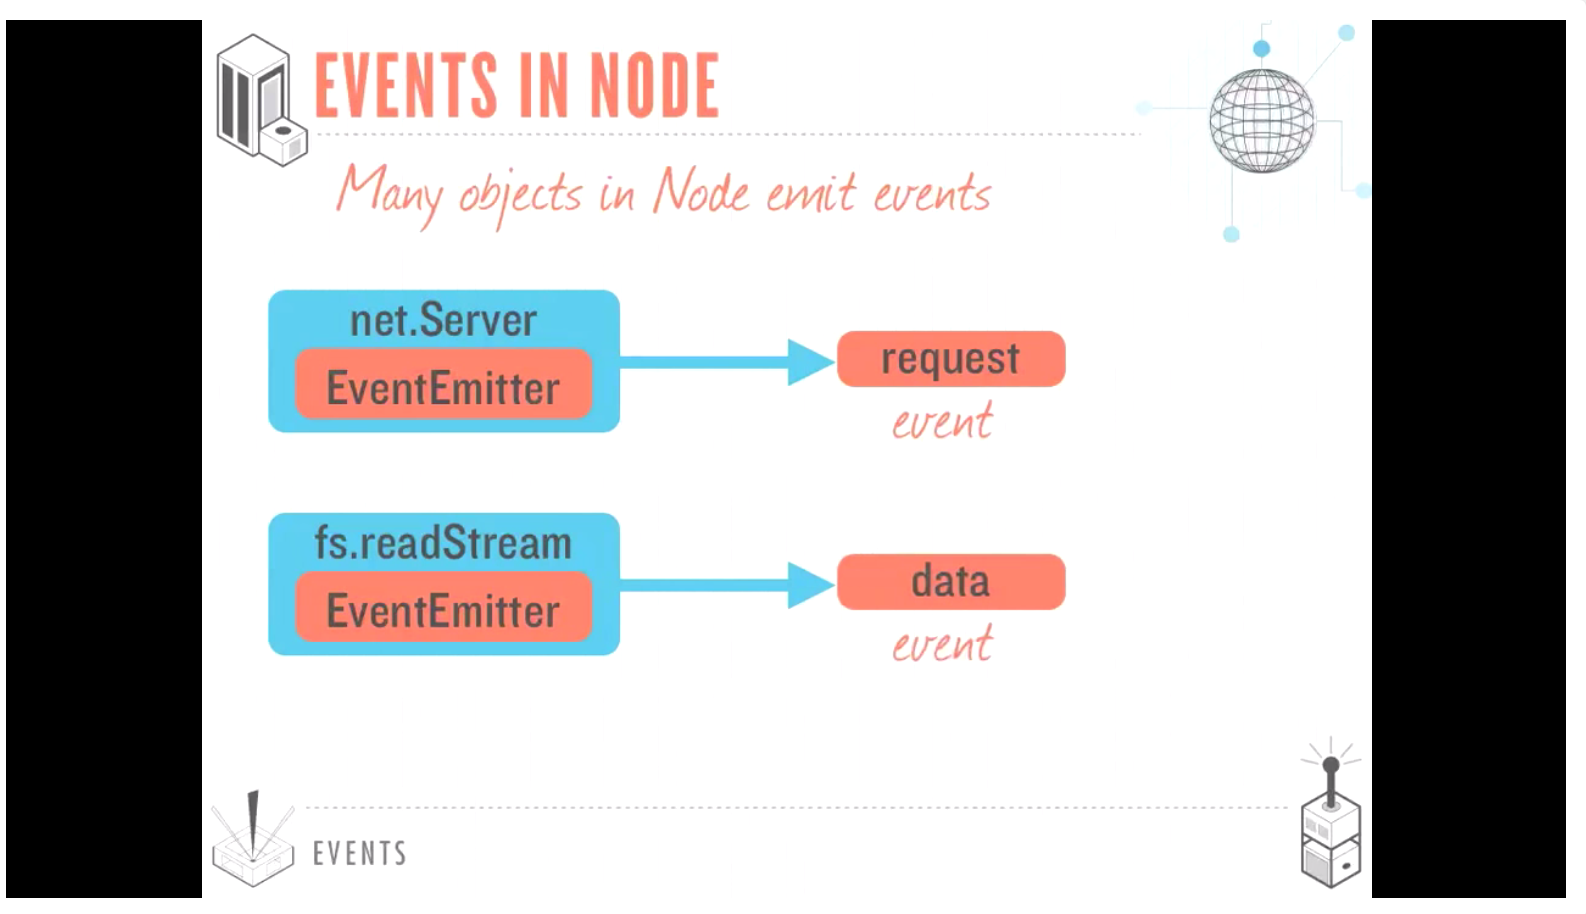 EVENTS IN NODE
Many objects in Node emit events
net.Server
EventEmitter
request
event
fs.readStream
EventEmitter
data
event
EVENTS